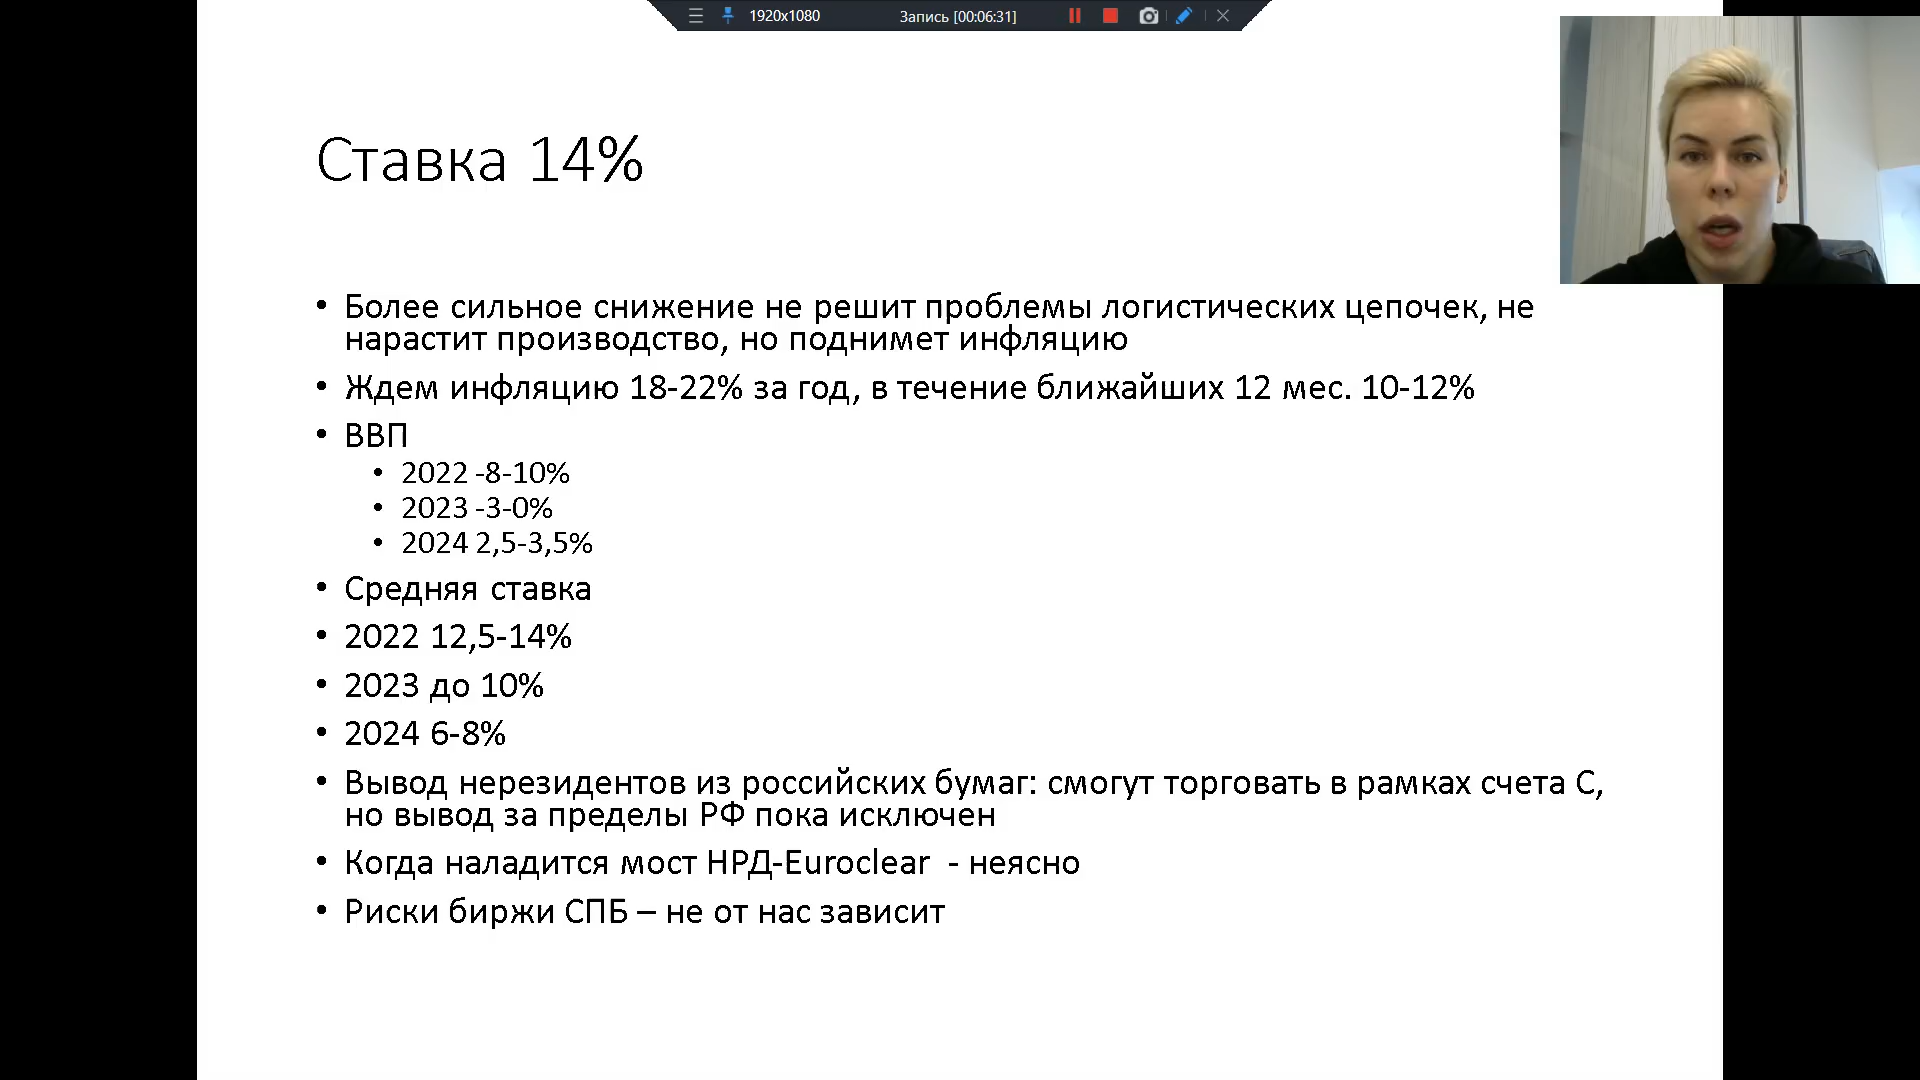 1920x1080 Запись [00:06:31]
Ставка 14%
• Более сильное снижение не решит проблемы логистических цепочек, не
нарастит производство, но поднимет инфляцию
• Ждем инфляцию 18-22% за год, в течение ближайших 12 мес. 10-12%
• ВВП
• 2022 -8-10%
• 2023 -3-0%
• 2024 2,5-3,5%
• Средняя ставка
• 2022 12,5-14%
• 2023 до 10%
• 2024 6-8%
• Вывод нерезидентов из российских бумаг: смогут торговать в рамках счета С,
но вывод за пределы РФ пока исключен
• Когда наладится мост НРД-Euroclear - неясно
• Риски биржи СПБ – не от нас зависит